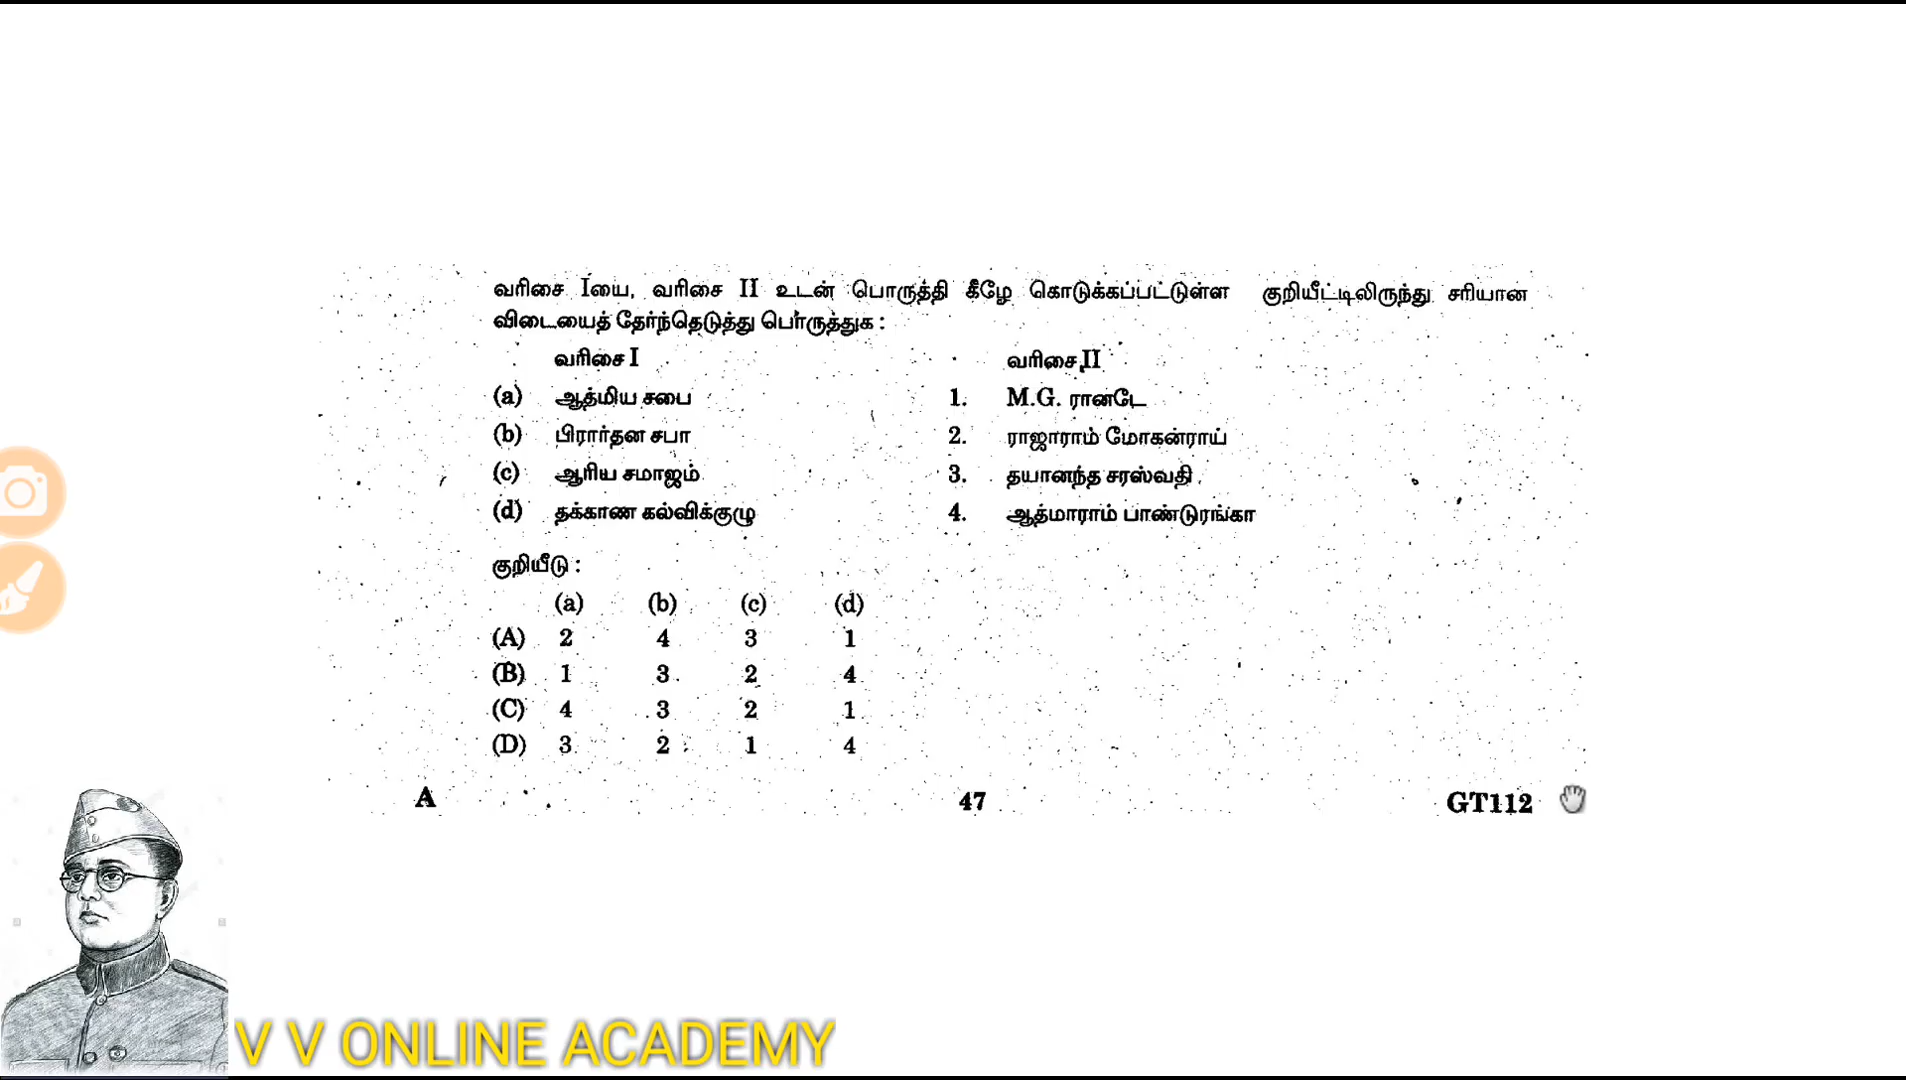 வரிசை Iயை, வரிசை II உடன் பொருத்தி கீழே கொடுக்கப்பட்டுள்ள குறியீட்டிலிருந்து சரியான
விடையைத் தேர்ந்தெடுத்து பொருத்துக :
வரிசை I வரிசை II
(a) ஆத்மிய சபை 1. M.G. ரானடே
(b) பிரார்தன சபா 2. ராஜாராம் மோகன்ராய்
(c) ஆரிய சமாஜம் 3. தயானந்த சரஸ்வதி
(d) தக்காண கல்விக்குழு 4. ஆத்மாராம் பாண்டுரங்கா
குறியீடு :
(a) (b) (c) (d)
(A) 2 4 3 1
(B) 1 3 2 4
(C) 4 3 2 1
(D) 3 2 1 4
A 47 GT112
V V ONLINE ACADEMY